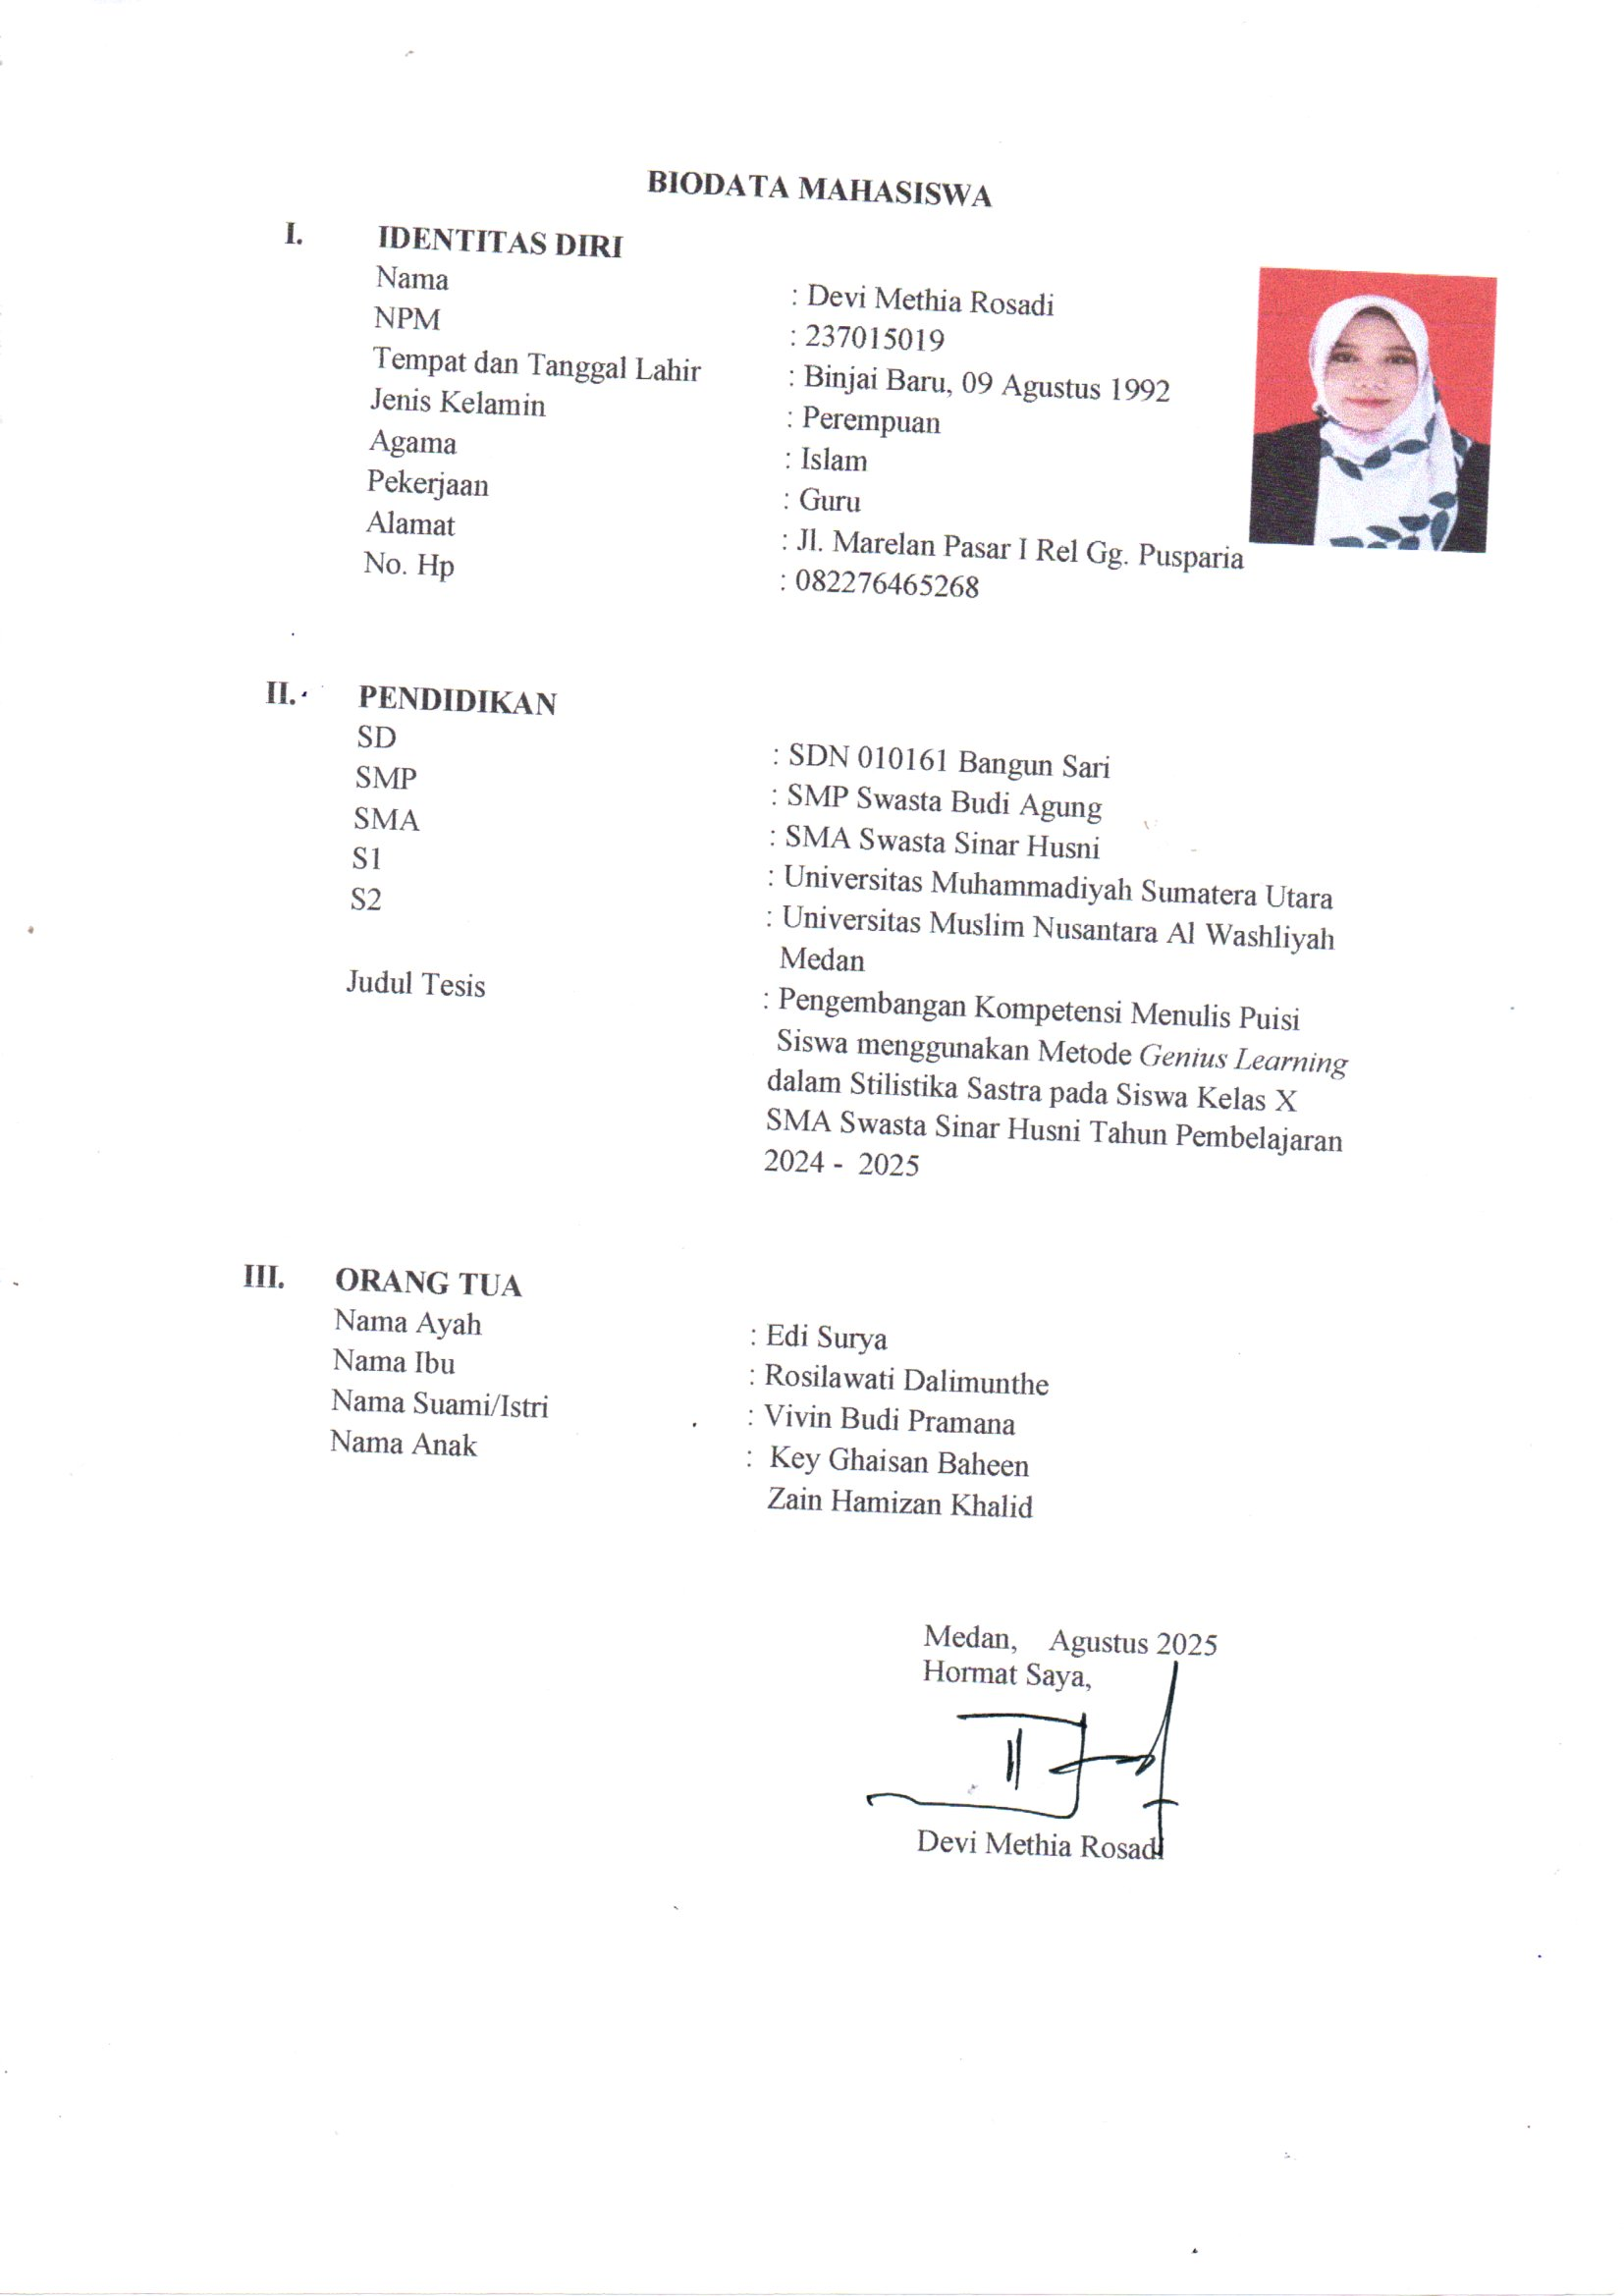 BIODATA MAHASISWA
I. IDENTITAS DIRI
Nama : Devi Methia Rosadi
NPM : 237015019
Tempat dan Tanggal Lahir : Binjai Baru, 09 Agustus 1992
Jenis Kelamin : Perempuan
Agama : Islam
Pekerjaan : Guru
Alamat : Jl. Marelan Pasar I Rel Gg. Pusparia
No. Hp : 082276465268
II. PENDIDIKAN
SD : SDN 010161 Bangun Sari
SMP : SMP Swasta Budi Agung
SMA : SMA Swasta Sinar Husni
S1 : Universitas Muhammadiyah Sumatera Utara
S2 : Universitas Muslim Nusantara Al Washliyah
Medan
Judul Tesis : Pengembangan Kompetensi Menulis Puisi
Siswa menggunakan Metode Genius Learning
dalam Stilistika Sastra pada Siswa Kelas X
SMA Swasta Sinar Husni Tahun Pembelajaran
2024 - 2025
III. ORANG TUA
Nama Ayah : Edi Surya
Nama Ibu : Rosilawati Dalimunthe
Nama Suami/Istri : Vivin Budi Pramana
Nama Anak : Key Ghaisan Baheen
Zain Hamizan Khalid
Medan, Agustus 2025
Hormat Saya,
Devi Methia Rosadi